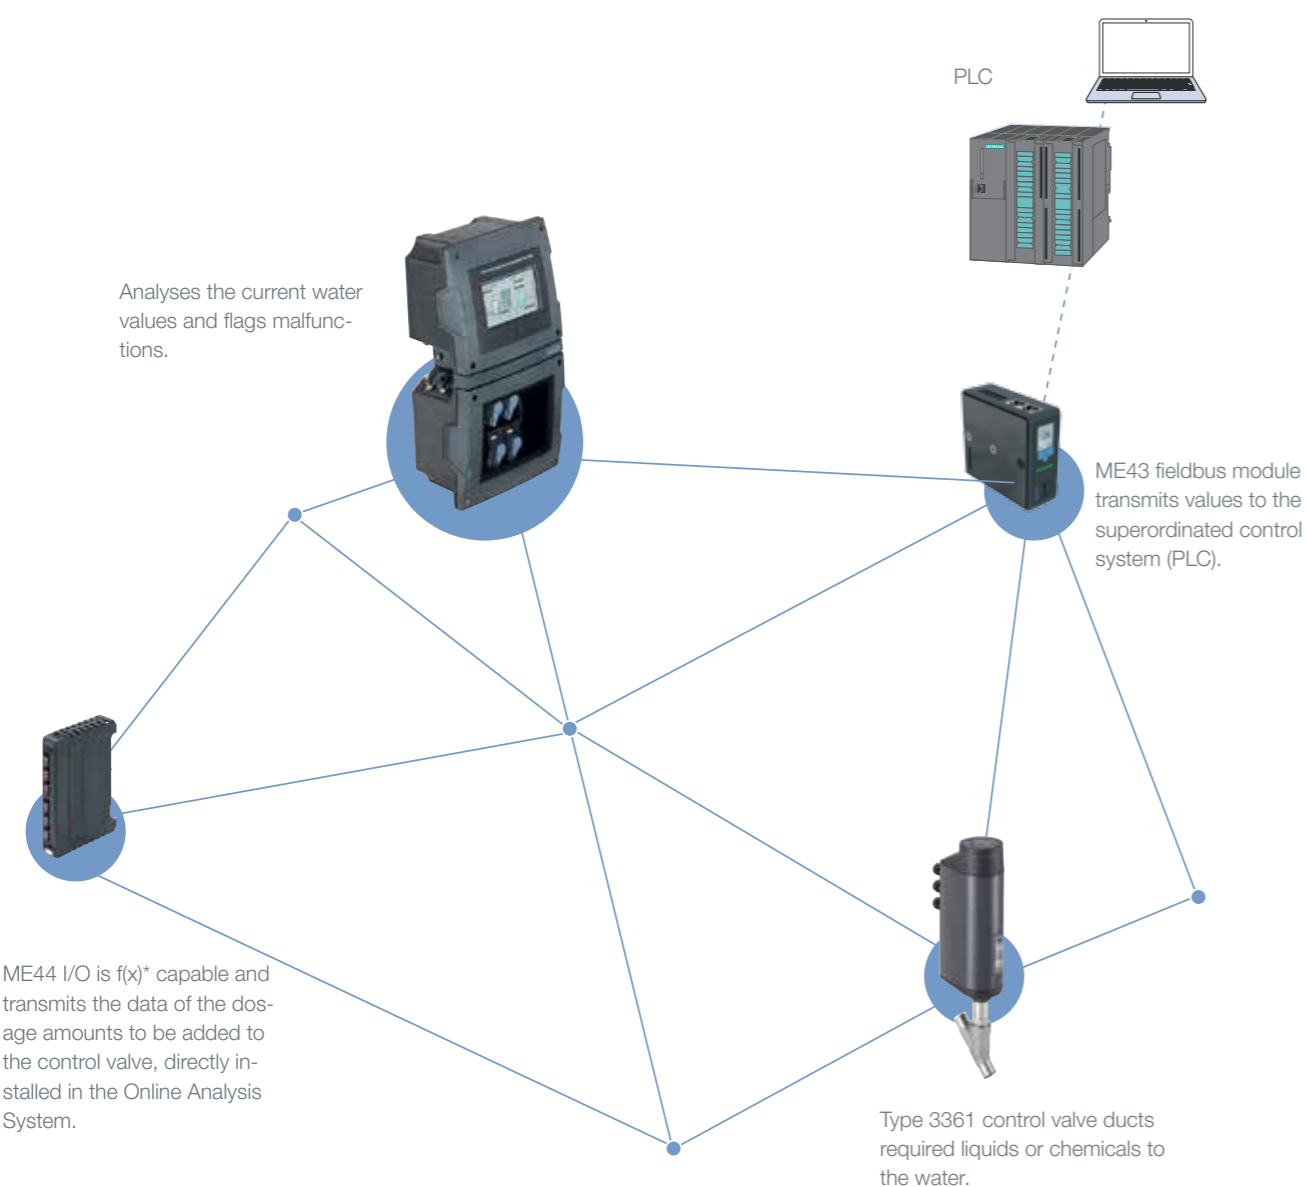 PLC
SIEMENS
Analyses the current water
values and flags malfunc-
tions.
ME43 fieldbus module
transmits values to the
superordinated control
system (PLC).
ME44 I/O is f(x)* capable and
transmits the data of the dos-
age amounts to be added to
the control valve, directly in-
stalled in the Online Analysis
System.
Type 3361 control valve ducts
required liquids or chemicals to
the water.